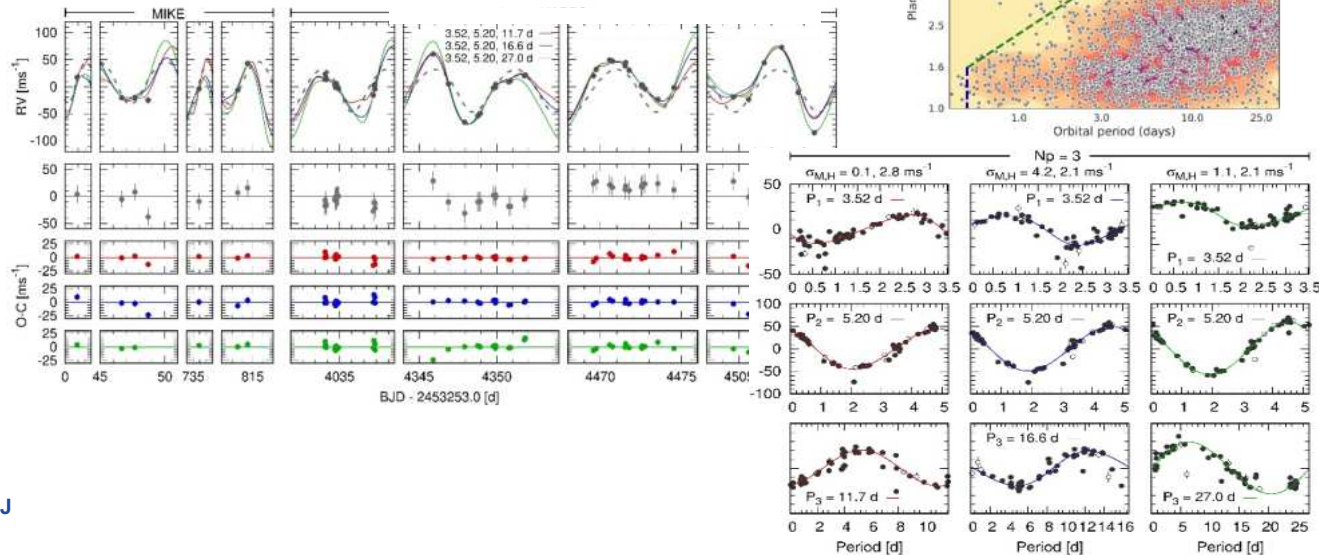 MIKE
RV [ms-1]
100
50
0
-50
-100
3.52, 5.20, 11.7 d
3.52, 5.20, 16.6 d
3.52, 5.20, 27.0 d
50
0
-50
O-C [ms-1]
25
0
-25
25
0
-25
25
0
-25
0 45 50 735 815 4035 4345 4350 4470 4475 4505
BJD - 2453253.0 [d]
2.5
1.6
1.0
1.0 3.0 10.0 25.0
Orbital period (days)
Np = 3
σM,H = 0.1, 2.8 ms-1
σM,H = 4.2, 2.1 ms-1
σM,H = 1.1, 2.1 ms-1
50
0
-50
P1 = 3.52 d
P1 = 3.52 d
P1 = 3.52 d
0 0.5 1 1.5 2 2.5 3 3.5
0 0.5 1 1.5 2 2.5 3 3.5
0 0.5 1 1.5 2 2.5 3 3.5
100
50
0
-50
-100
P2 = 5.20 d
P2 = 5.20 d
P2 = 5.20 d
0 1 2 3 4 5
0 1 2 3 4 5
0 1 2 3 4 5
P3 = 11.7 d
P3 = 16.6 d
P3 = 27.0 d
0 2 4 6 8 10
0 2 4 6 8 10 12 14 16
0 5 10 15 20 25
Period [d]
Period [d]
Period [d]
J